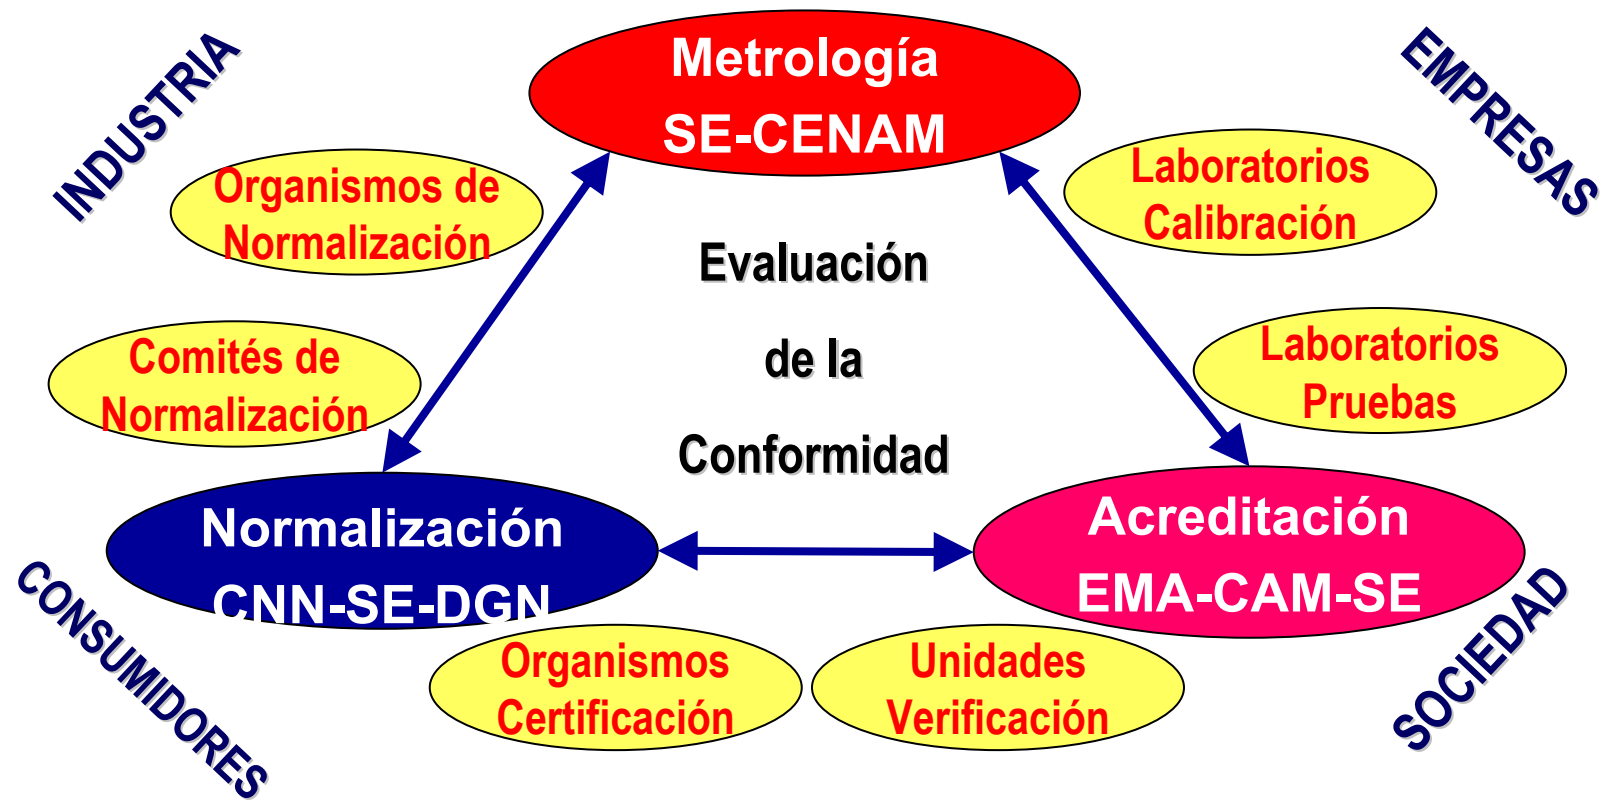 INDUSTRIA
Metrología
SE-CENAM
EMPRESAS
Organismos de
Normalización
Laboratorios
Calibración
Evaluación
de la
Conformidad
Comités de
Normalización
Laboratorios
Pruebas
Normalización
CNN-SE-DGN
Acreditación
EMA-CAM-SE
CONSUMIDORES
Organismos
Certificación
Unidades
Verificación
SOCIEDAD